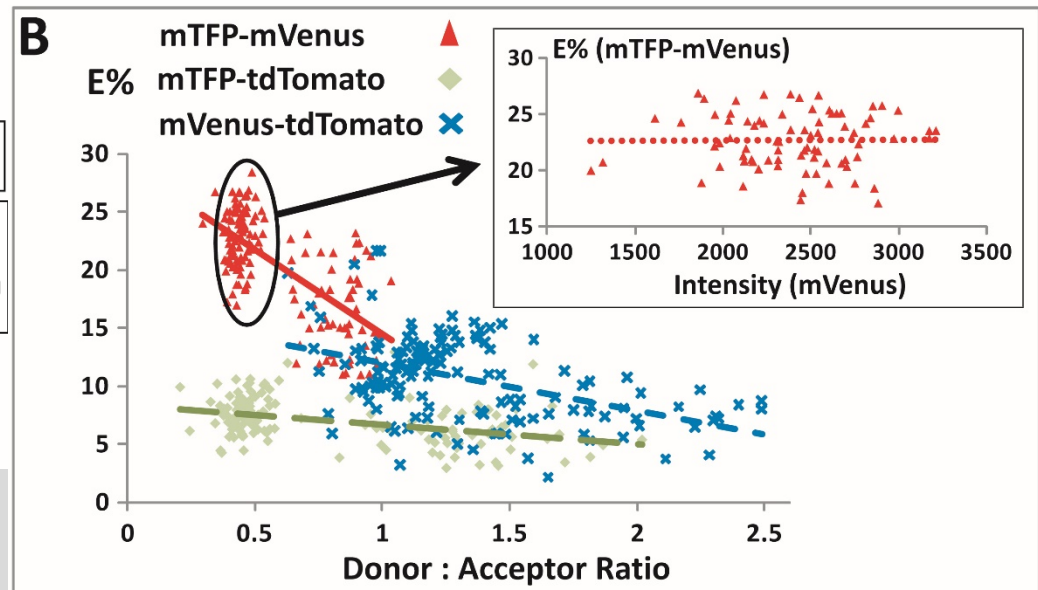 B
mTFP-mVenus
E% mTFP-tdTomato
mVenus-tdTomato
30
25
20
15
10
5
0
0 0.5 1 1.5 2 2.5
Donor : Acceptor Ratio
E% (mTFP-mVenus)
30
25
20
15
1000 1500 2000 2500 3000 3500
Intensity (mVenus)